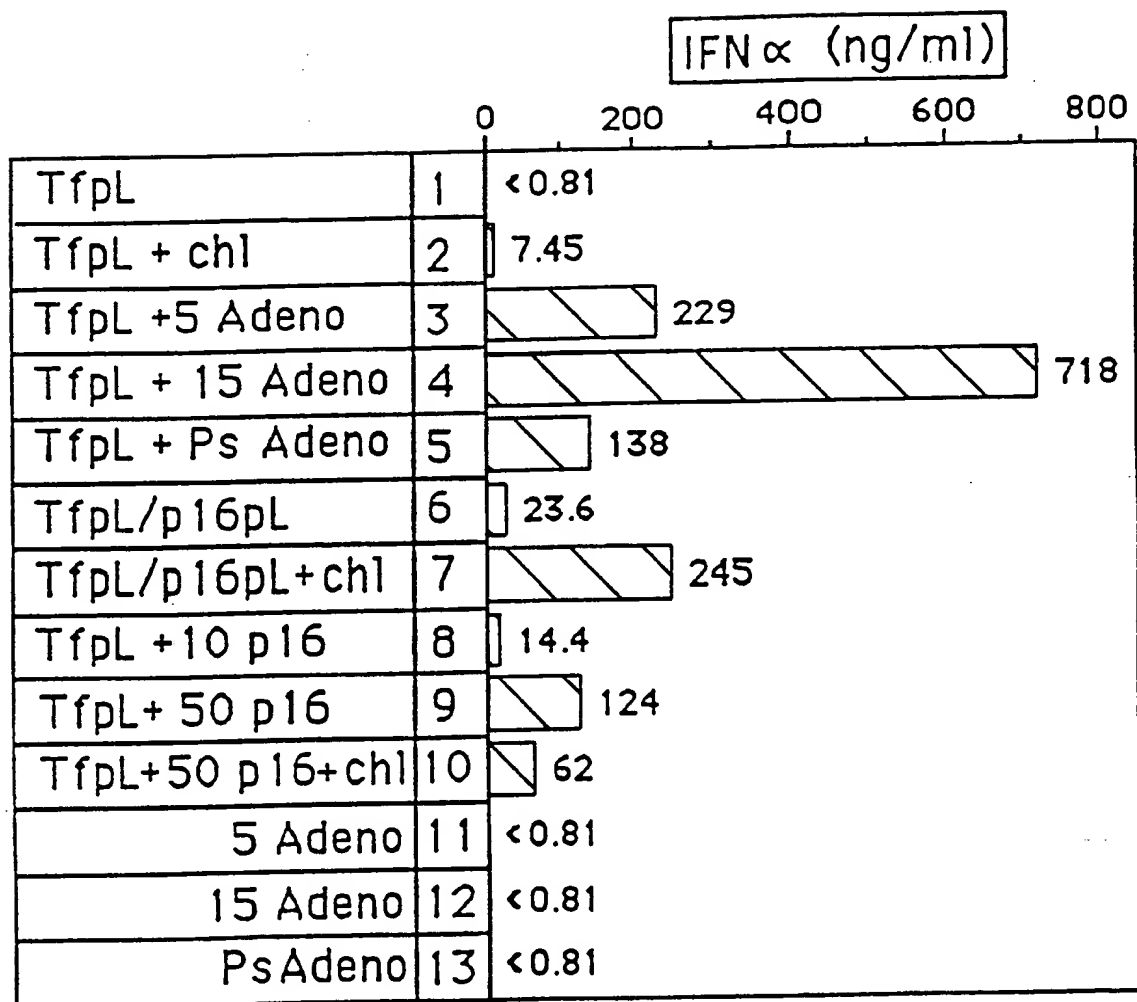 IFN ∝ (ng/ml)
0 200 400 600 800
TfpL 1 <0.81
TfpL + chl 2 7.45
TfpL +5 Adeno 3 229
TfpL + 15 Adeno 4 718
TfpL + Ps Adeno 5 138
TfpL/p16pL 6 23.6
TfpL/p16pL+chl 7 245
TfpL +10 p16 8 14.4
TfpL+ 50 p16 9 124
TfpL+50 p16+chl 10 62
5 Adeno 11 <0.81
15 Adeno 12 <0.81
Ps Adeno 13 <0.81